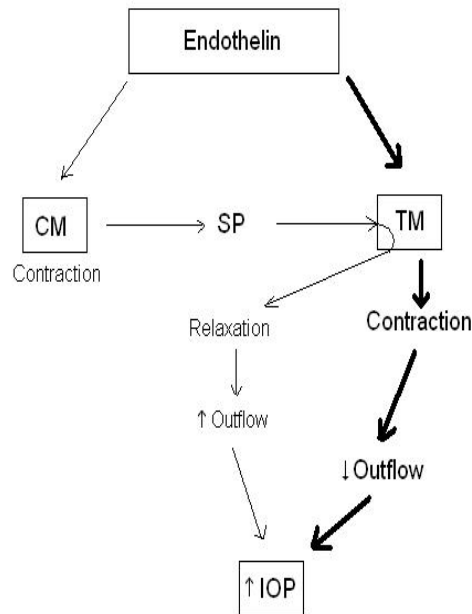 Endothelin
CM
SP
TM
Contraction
Relaxation
Contraction
↑ Outflow
↓ Outflow
↑ IOP